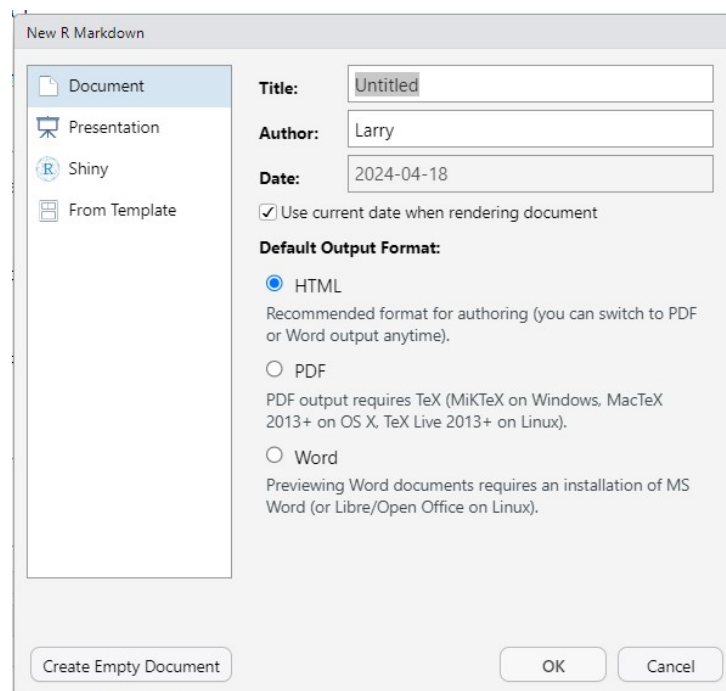 New R Markdown
Document
Presentation
R Shiny
From Template
Title: Untitled
Author: Larry
Date: 2024-04-18
Use current date when rendering document
Default Output Format:
HTML
Recommended format for authoring (you can switch to PDF
or Word output anytime).
PDF
PDF output requires TeX (MiKTeX on Windows, MacTeX
2013+ on OS X, TeX Live 2013+ on Linux).
Word
Previewing Word documents requires an installation of MS
Word (or Libre/Open Office on Linux).
Create Empty Document
OK
Cancel